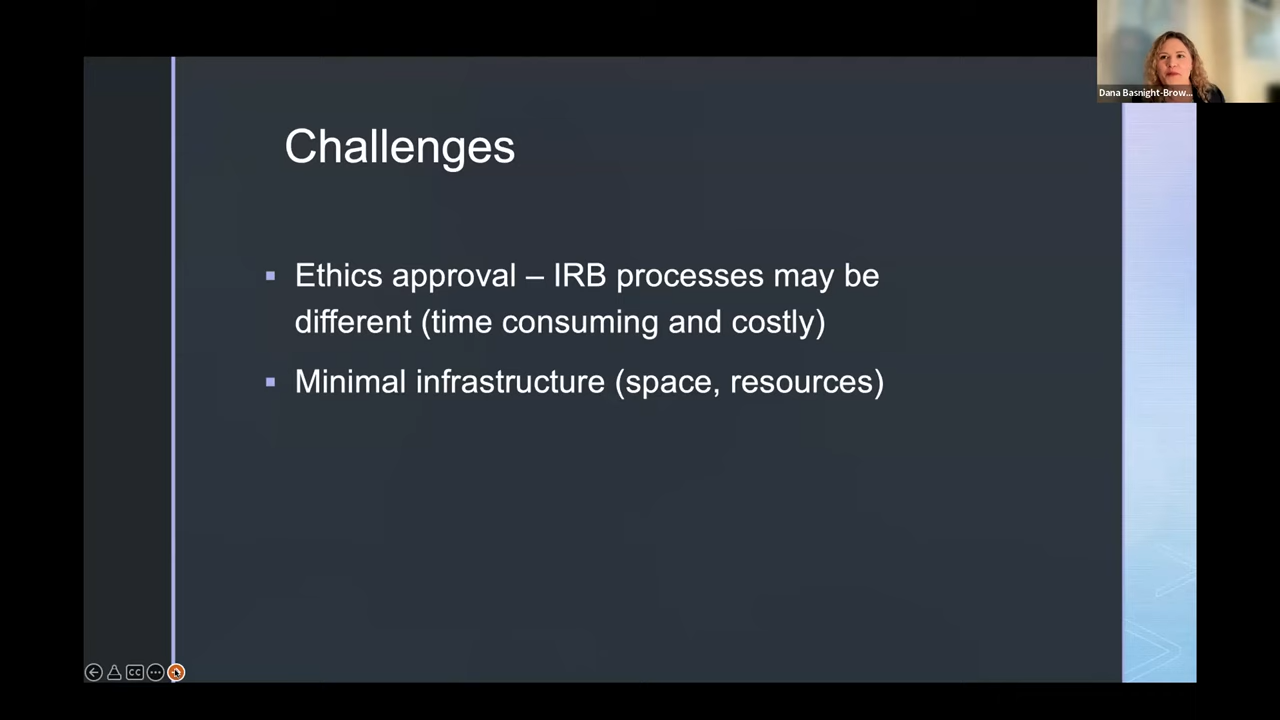 Dana Basnight-Brow...
Challenges
▪ Ethics approval – IRB processes may be
different (time consuming and costly)
▪ Minimal infrastructure (space, resources)
CC